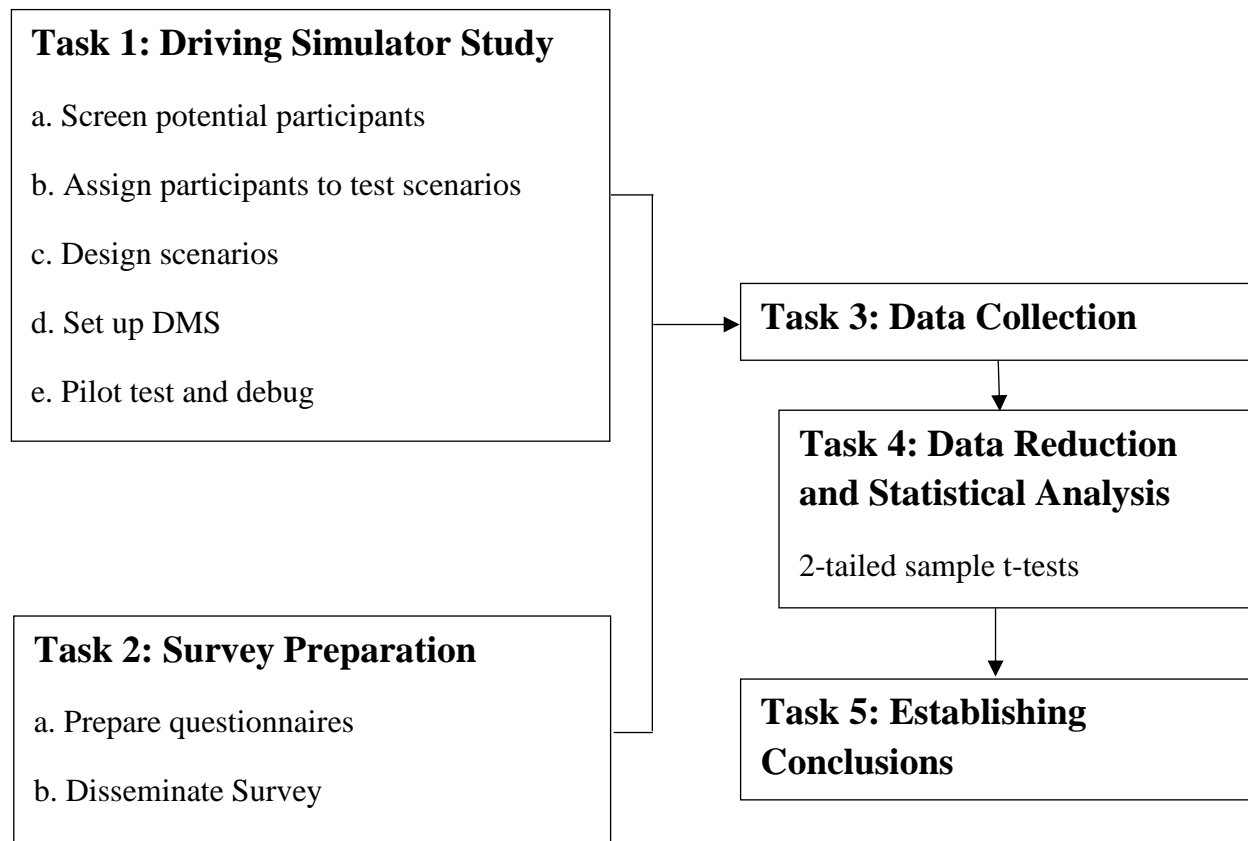 Task 1: Driving Simulator Study
a. Screen potential participants
b. Assign participants to test scenarios
c. Design scenarios
d. Set up DMS
e. Pilot test and debug
Task 2: Survey Preparation
a. Prepare questionnaires
b. Disseminate Survey
Task 3: Data Collection
Task 4: Data Reduction
and Statistical Analysis
2-tailed sample t-tests
Task 5: Establishing
Conclusions